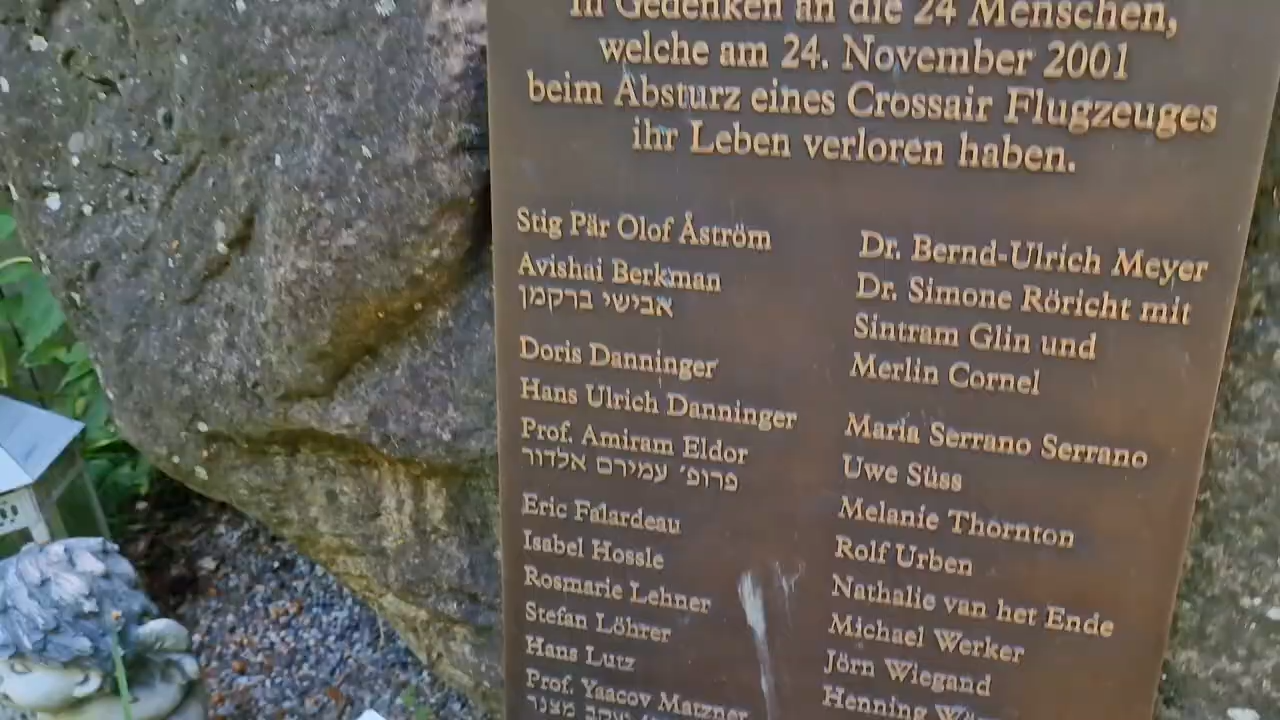 In Gedenken an die 24 Menschen,
welche am 24. November 2001
beim Absturz eines Crossair Flugzeuges
ihr Leben verloren haben.
Stig Pär Olof Åström
Avishai Berkman
אבישי ברקמן
Doris Danninger
Hans Ulrich Danninger
Prof. Amiram Eldor
פרופ׳ עמירם אלדור
Eric Falardeau
Isabel Hossle
Rosmarie Lehner
Stefan Löhrer
Hans Lutz
Prof. Yaacov Matzner
יעקב מצנר
Dr. Bernd-Ulrich Meyer
Dr. Simone Röricht mit
Sintram Glin und
Merlin Cornel
Maria Serrano Serrano
Uwe Süss
Melanie Thornton
Rolf Urben
Nathalie van het Ende
Michael Werker
Jörn Wiegand
Henning